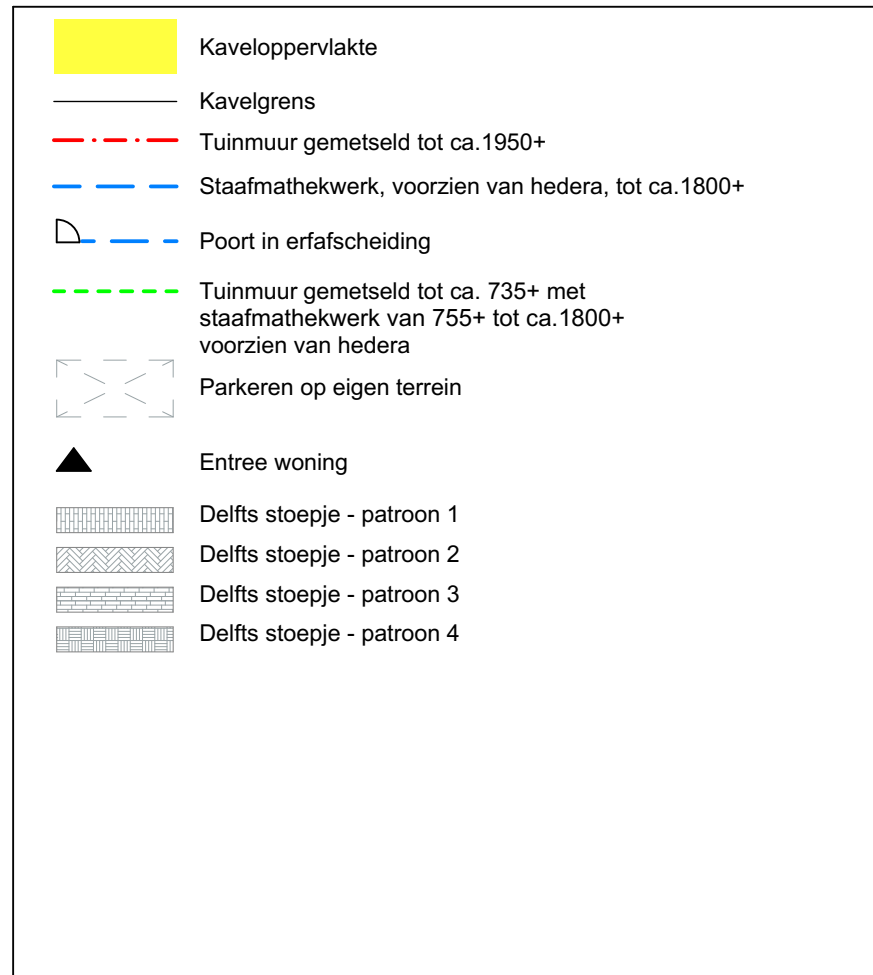 Kaveloppervlakte
Kavelgrens
Tuinmuur gemetseld tot ca.1950+
Staafmathekwerk, voorzien van hedera, tot ca.1800+
Poort in erfafscheiding
Tuinmuur gemetseld tot ca. 735+ met
staafmathekwerk van 755+ tot ca.1800+
voorzien van hedera
Parkeren op eigen terrein
Entree woning
Delfts stoepje - patroon 1
Delfts stoepje - patroon 2
Delfts stoepje - patroon 3
Delfts stoepje - patroon 4